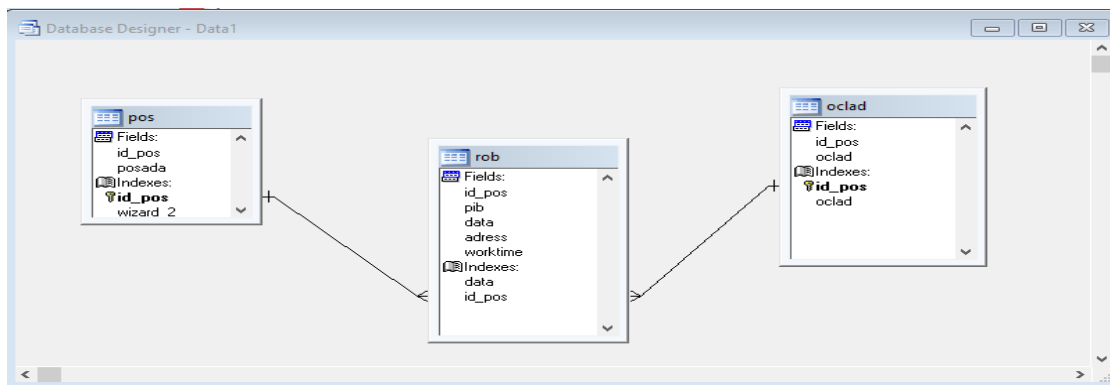 Database Designer - Data1
pos
Fields:
id_pos
posada
Indexes:
id_pos
wizard_2
rob
Fields:
id_pos
pib
data
adress
worktime
Indexes:
data
id_pos
oclad
Fields:
id_pos
oclad
Indexes:
id_pos
oclad